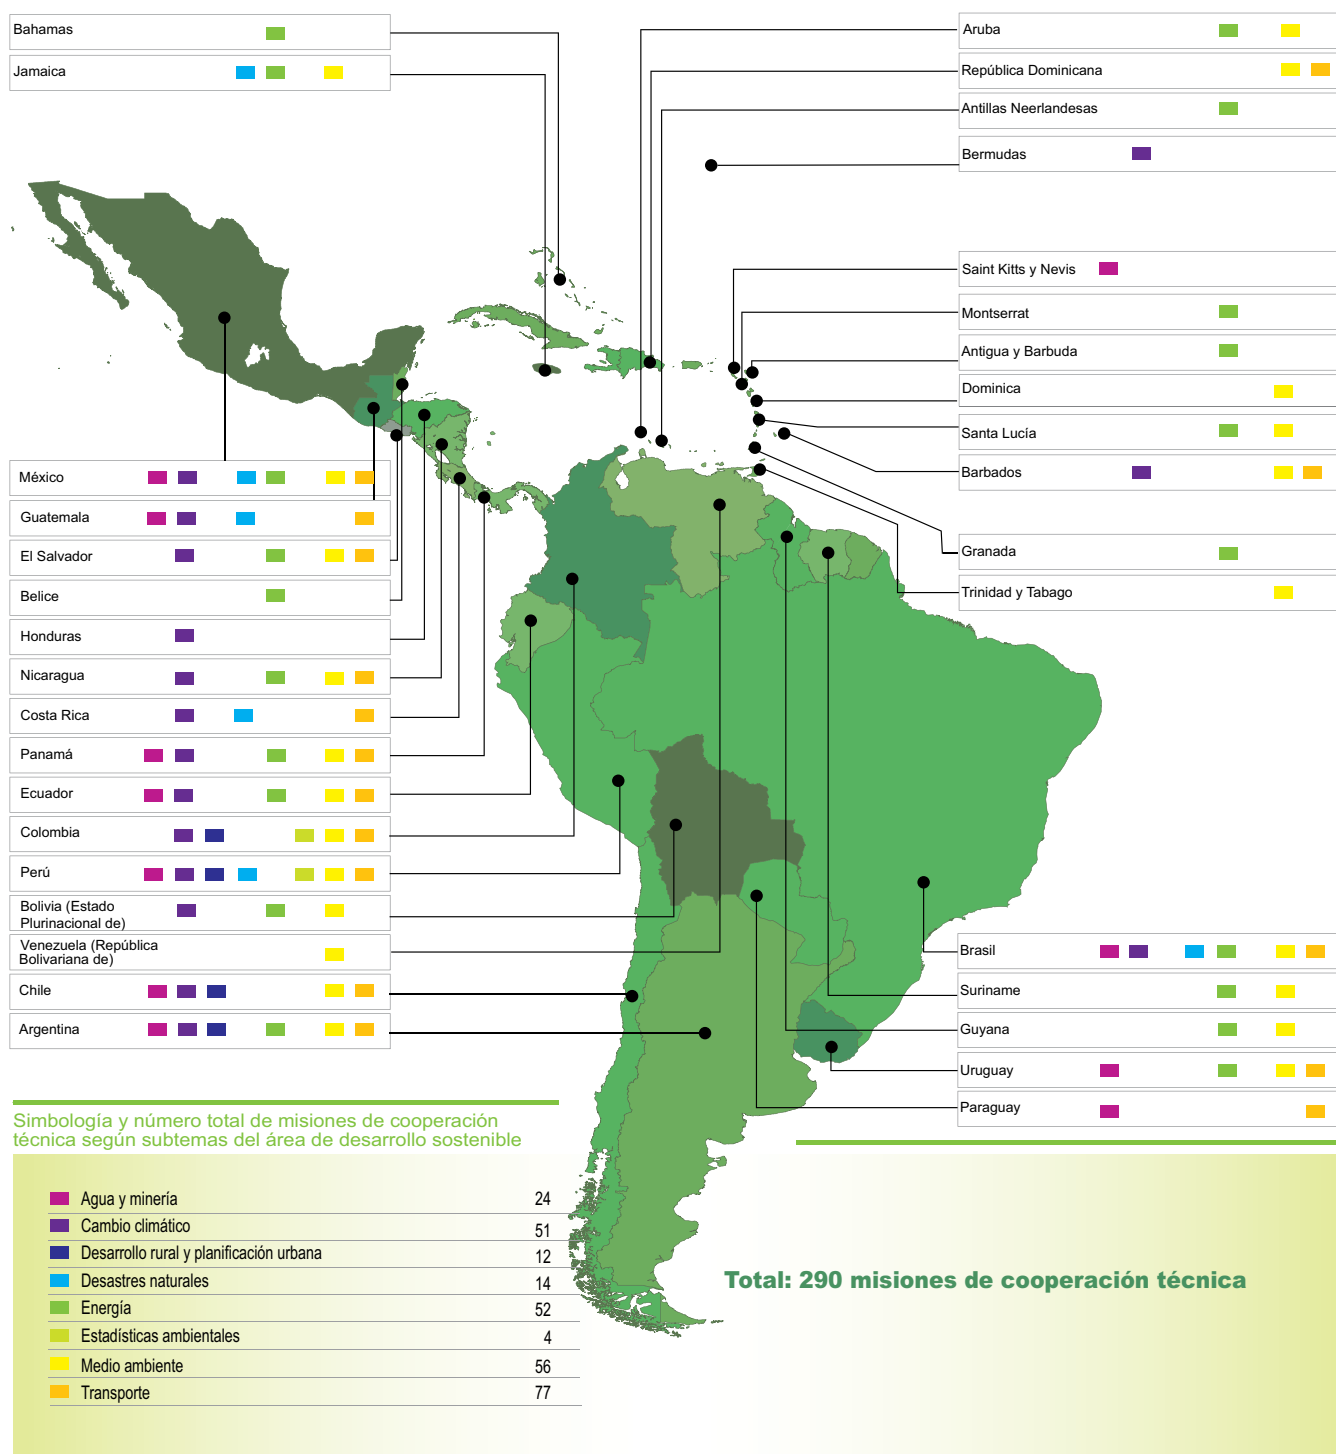 Bahamas
Jamaica
Aruba
República Dominicana
Antillas Neerlandesas
Bermudas
Saint Kitts y Nevis
Montserrat
Antigua y Barbuda
Dominica
Santa Lucía
Barbados
Granada
Trinidad y Tabago
México
Guatemala
El Salvador
Belice
Honduras
Nicaragua
Costa Rica
Panamá
Ecuador
Colombia
Perú
Bolivia (Estado
Plurinacional de)
Venezuela (República
Bolivariana de)
Chile
Argentina
Brasil
Suriname
Guyana
Uruguay
Paraguay
Simbología y número total de misiones de cooperación
técnica según subtemas del área de desarrollo sostenible
Agua y minería 24
Cambio climático 51
Desarrollo rural y planificación urbana 12
Desastres naturales 14
Energía 52
Estadísticas ambientales 4
Medio ambiente 56
Transporte 77
Total: 290 misiones de cooperación técnica